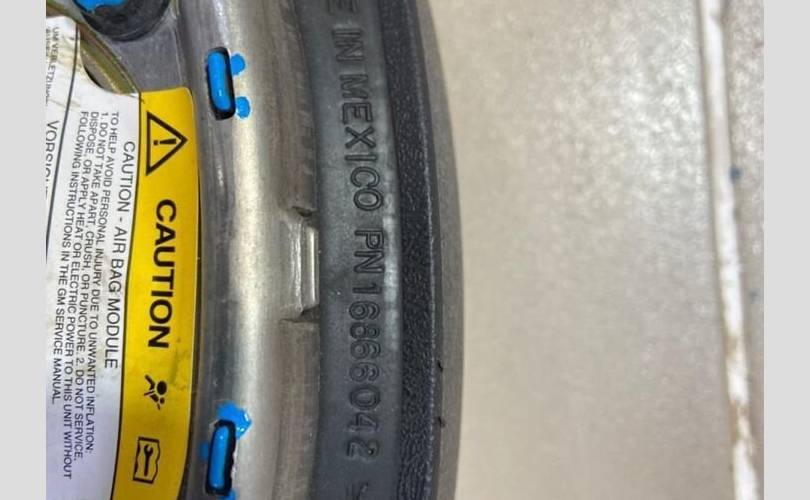 E IN MEXICO PN16866042
CAUTION
CAUTION - AIR BAG MODULE
TO HELP AVOID PERSONAL INJURY DUE TO UNWANTED INFLATION:
1. DO NOT TAKE APART, CRUSH, OR PUNCTURE. 2. DO NOT SERVICE,
DISPOSE, OR APPLY HEAT OR ELECTRIC POWER TO THIS UNIT WITHOUT
FOLLOWING INSTRUCTIONS IN THE GM SERVICE MANUAL.